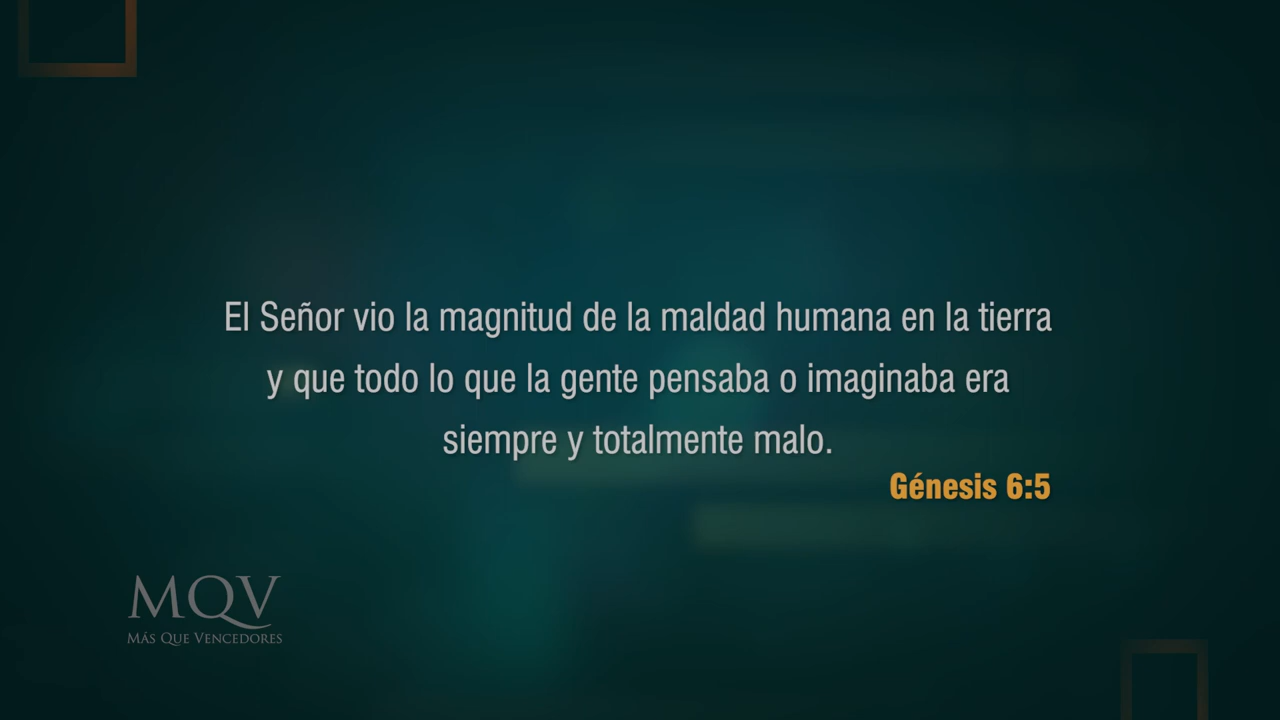 El Señor vio la magnitud de la maldad humana en la tierra
y que todo lo que la gente pensaba o imaginaba era
siempre y totalmente malo.
Génesis 6:5
MQV
MÁS QUE VENCEDORES